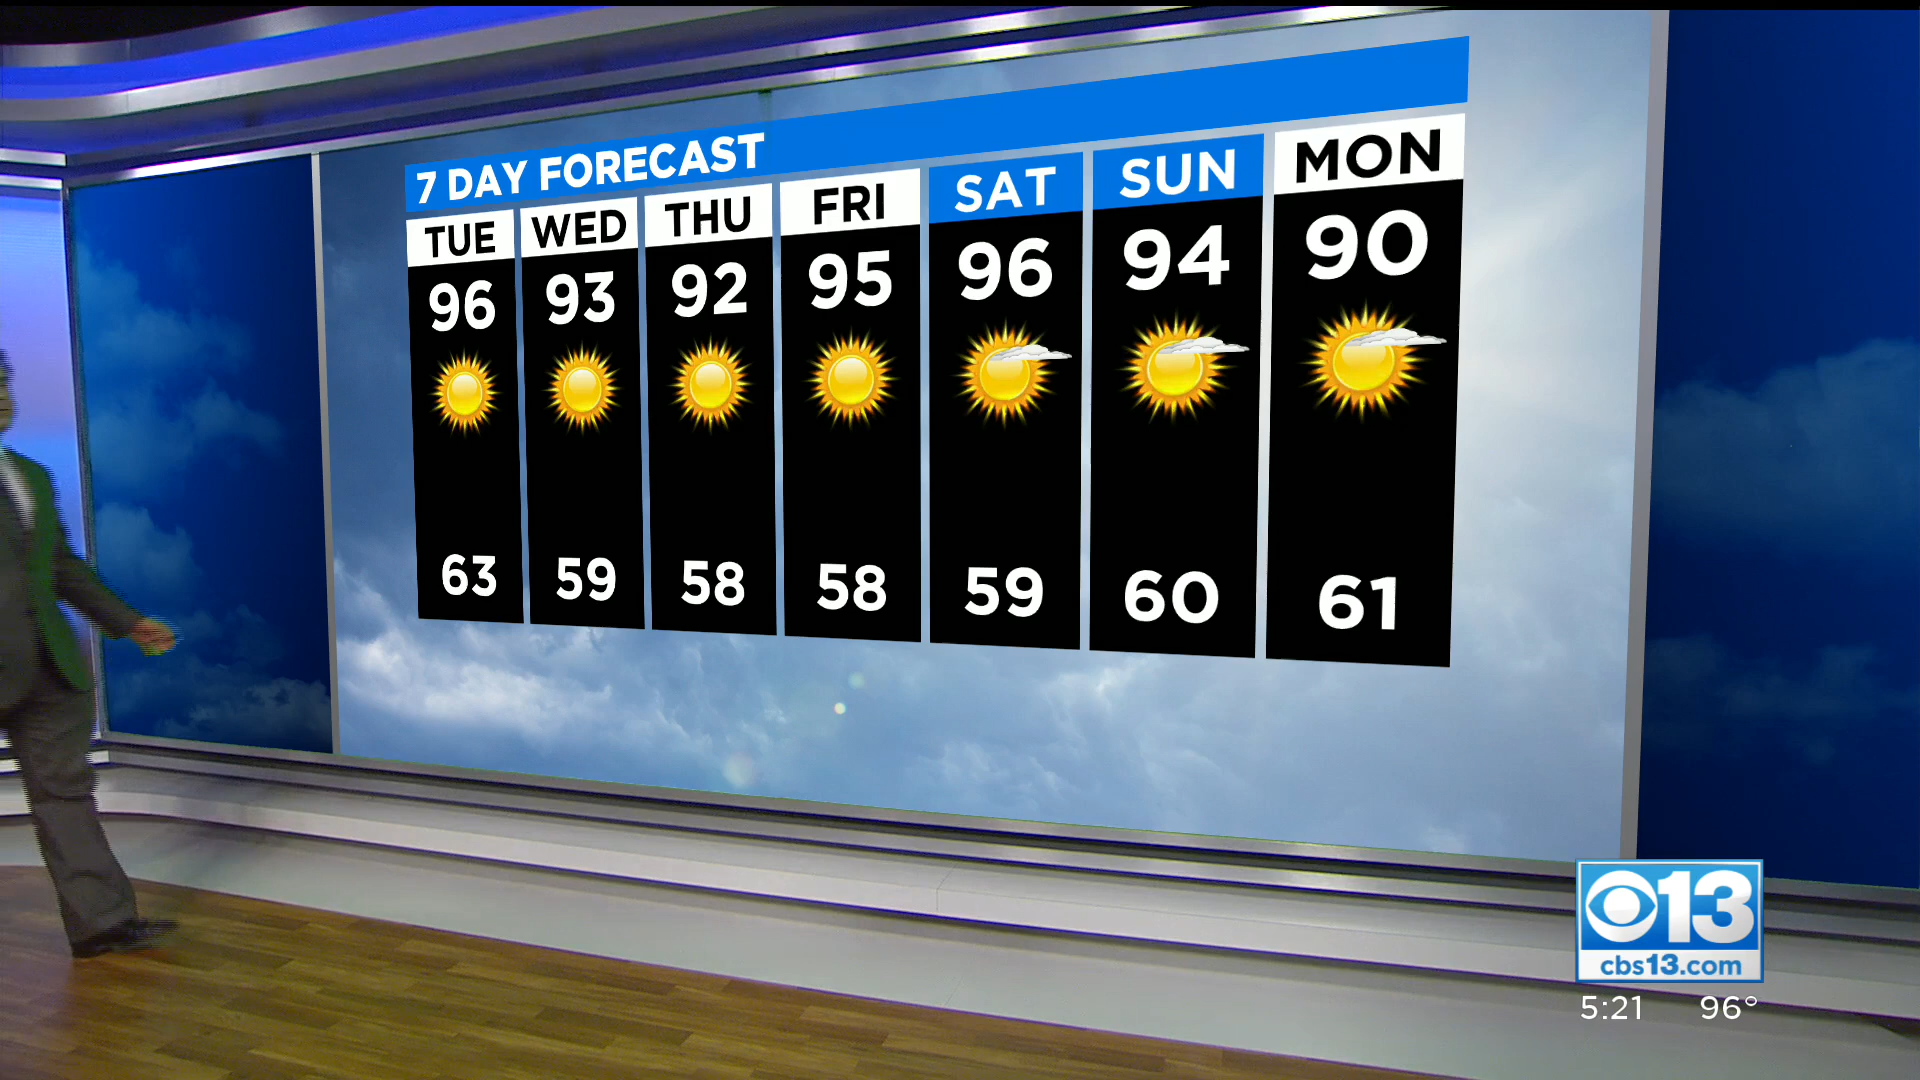 7 DAY FORECAST
TUE WED THU FRI SAT SUN MON
96 93 92 95 96 94 90
63 59 58 58 59 60 61
13
cbs13.com
5:21 96°